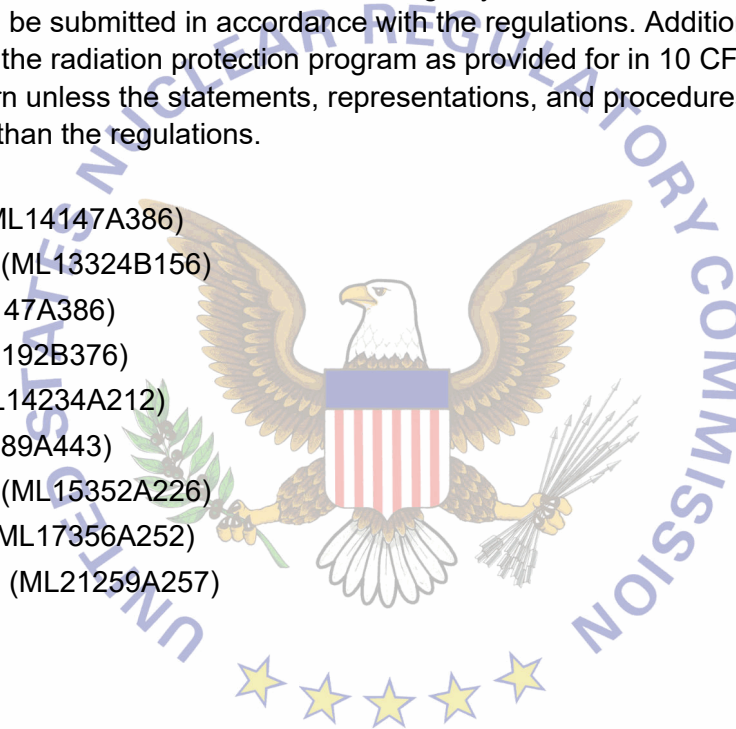 be submitted in accordance with the regulations. Addition
the radiation protection program as provided for in 10 CF
rn unless the statements, representations, and procedures
than the regulations.
ML14147A386)
(ML13324B156)
47A386)
192B376)
L14234A212)
89A443)
(ML15352A226)
ML17356A252)
(ML21259A257)
UNITED STATES NUCLEAR REGULATORY COMMISSION